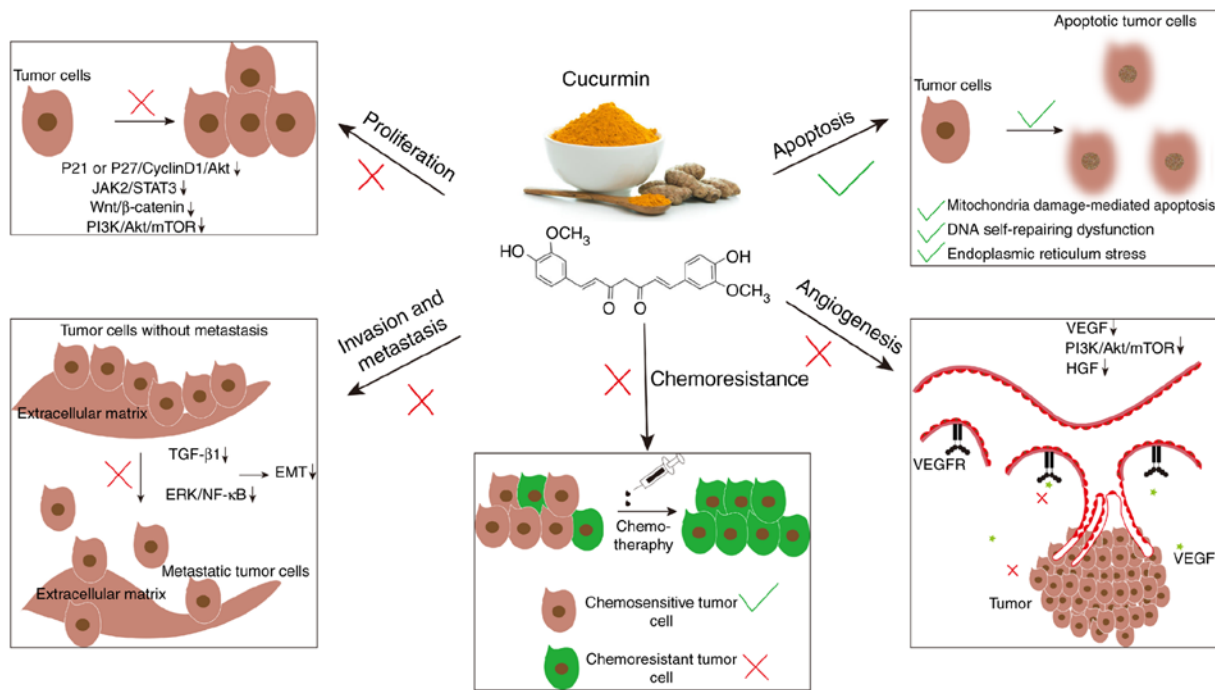 Cucurmin
Proliferation
Apoptosis
Invasion and
metastasis
Chemoresistance
Angiogenesis
OCH3
HO
O
O
OH
OCH3
Tumor cells
P21 or P27/CyclinD1/Akt↓
JAK2/STAT3↓
Wnt/β-catenin↓
PI3K/Akt/mTOR↓
Apoptotic tumor cells
Tumor cells
Mitochondria damage-mediated apoptosis
DNA self-repairing dysfunction
Endoplasmic reticulum stress
Tumor cells without metastasis
Extracellular matrix
TGF-β1↓
EMT↓
ERK/NF-κB↓
Metastatic tumor cells
Extracellular matrix
Chemo-
theraphy
Chemosensitive tumor
cell
Chemoresistant tumor
cell
VEGF↓
PI3K/Akt/mTOR↓
HGF↓
VEGFR
VEGF
Tumor